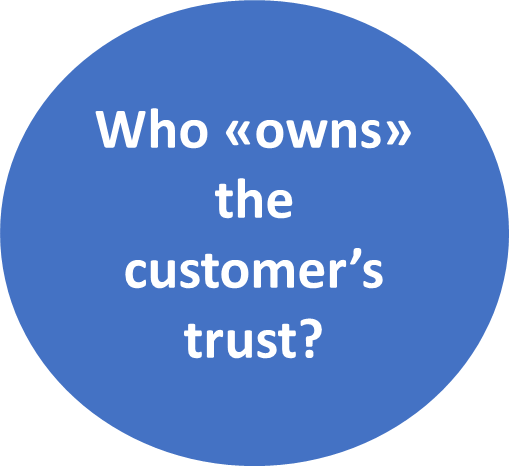 Who «owns»
the
customer’s
trust?